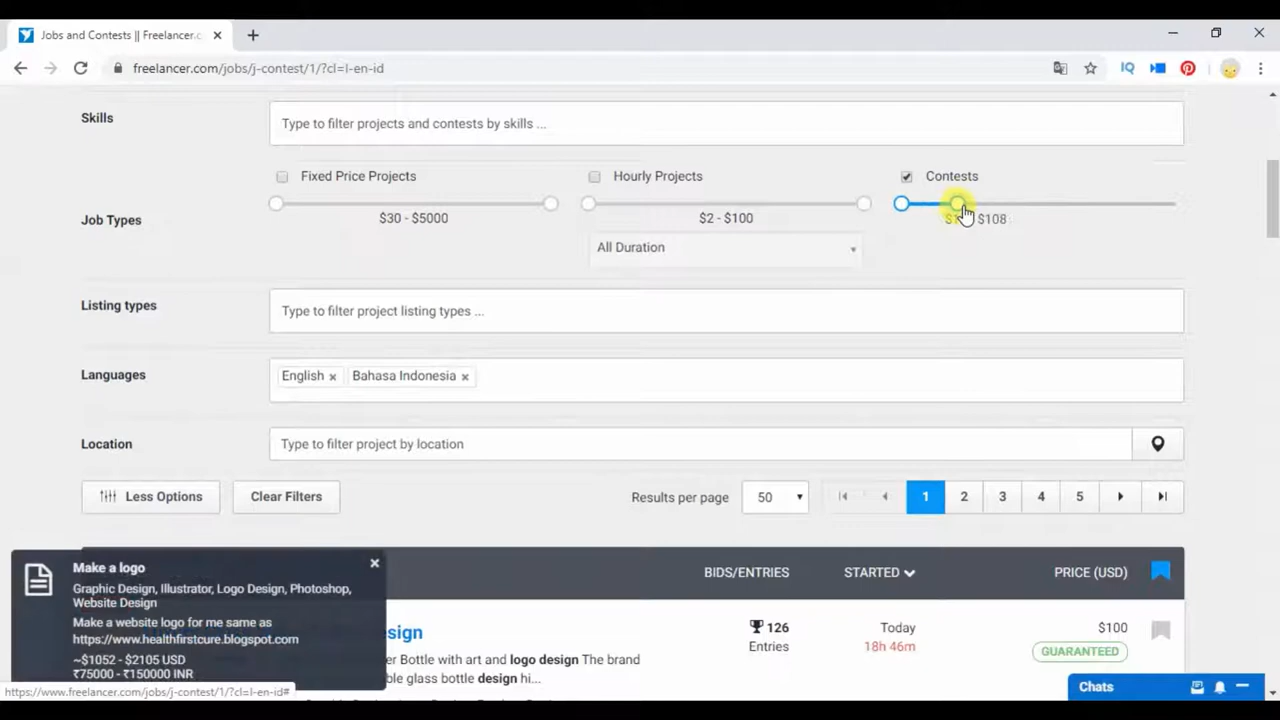 Jobs and Contests || Freelancer.c
freelancer.com/jobs/j-contest/1/?cl=l-en-id
Skills
Type to filter projects and contests by skills ...
Fixed Price Projects
Hourly Projects
Contests
Job Types
$30 - $5000
$2 - $100
$108
All Duration
Listing types
Type to filter project listing types ...
Languages
English ×
Bahasa Indonesia ×
Location
Type to filter project by location
Less Options
Clear Filters
Results per page
50
1
2
3
4
5
BIDS/ENTRIES
STARTED
PRICE (USD)
esign
126
Entries
Today
18h 46m
$100
GUARANTEED
er Bottle with art and logo design The brand
ble glass bottle design hi...
Make a logo
Graphic Design, Illustrator, Logo Design, Photoshop,
Website Design
Make a website logo for me same as
https://www.healthfirstcure.blogspot.com
~$1052 - $2105 USD
₹75000 - ₹150000 INR
https://www.freelancer.com/jobs/j-contest/1/?cl=l-en-id#
Chats